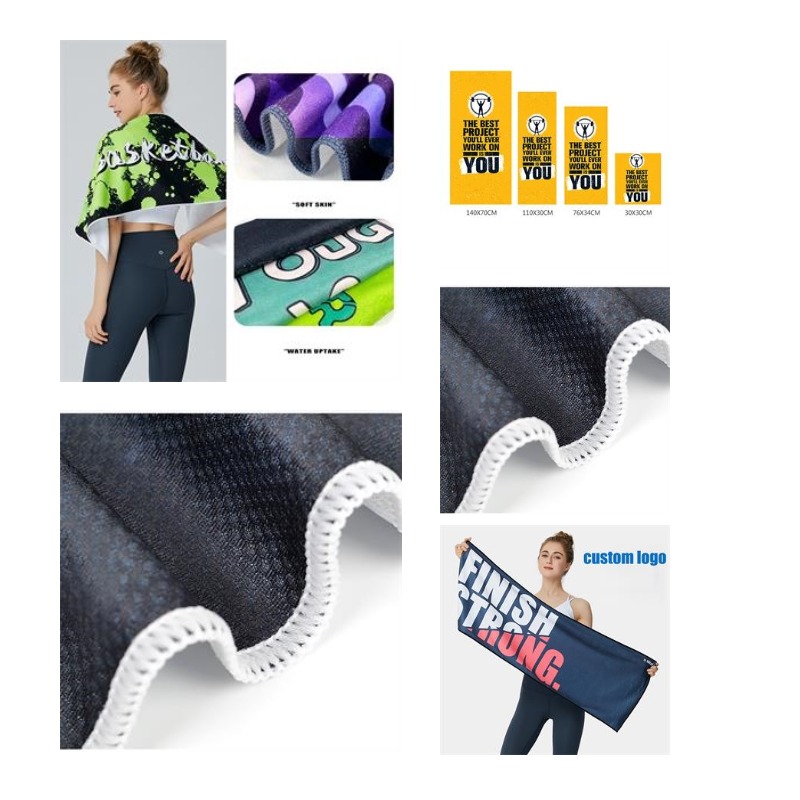 Basketball
"SOFT SKIN"
"WATER UPTAKE"
THE BEST
PROJECT
YOU'LL EVER
WORK ON
IS
YOU
THE BEST
PROJECT
YOU'LL EVER
WORK ON
IS
YOU
THE BEST
PROJECT
YOU'LL EVER
WORK ON
IS
YOU
THE BEST
PROJECT
YOU'LL EVER
WORK ON
IS
YOU
140X70CM
110X30CM
76X34CM
30X30CM
custom logo
FINISH
STRONG.